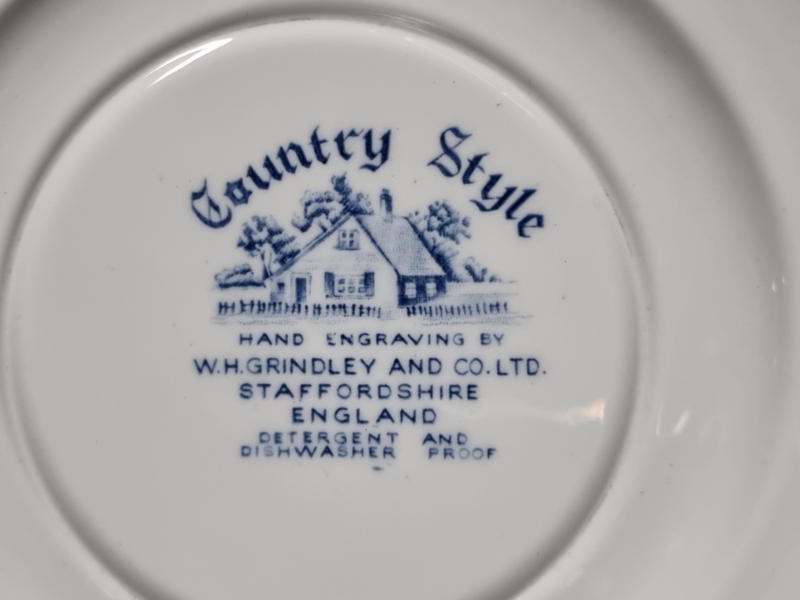 Country Style
HAND ENGRAVING BY
W.H.GRINDLEY AND CO.LTD.
STAFFORDSHIRE
ENGLAND
DETERGENT AND
DISHWASHER PROOF